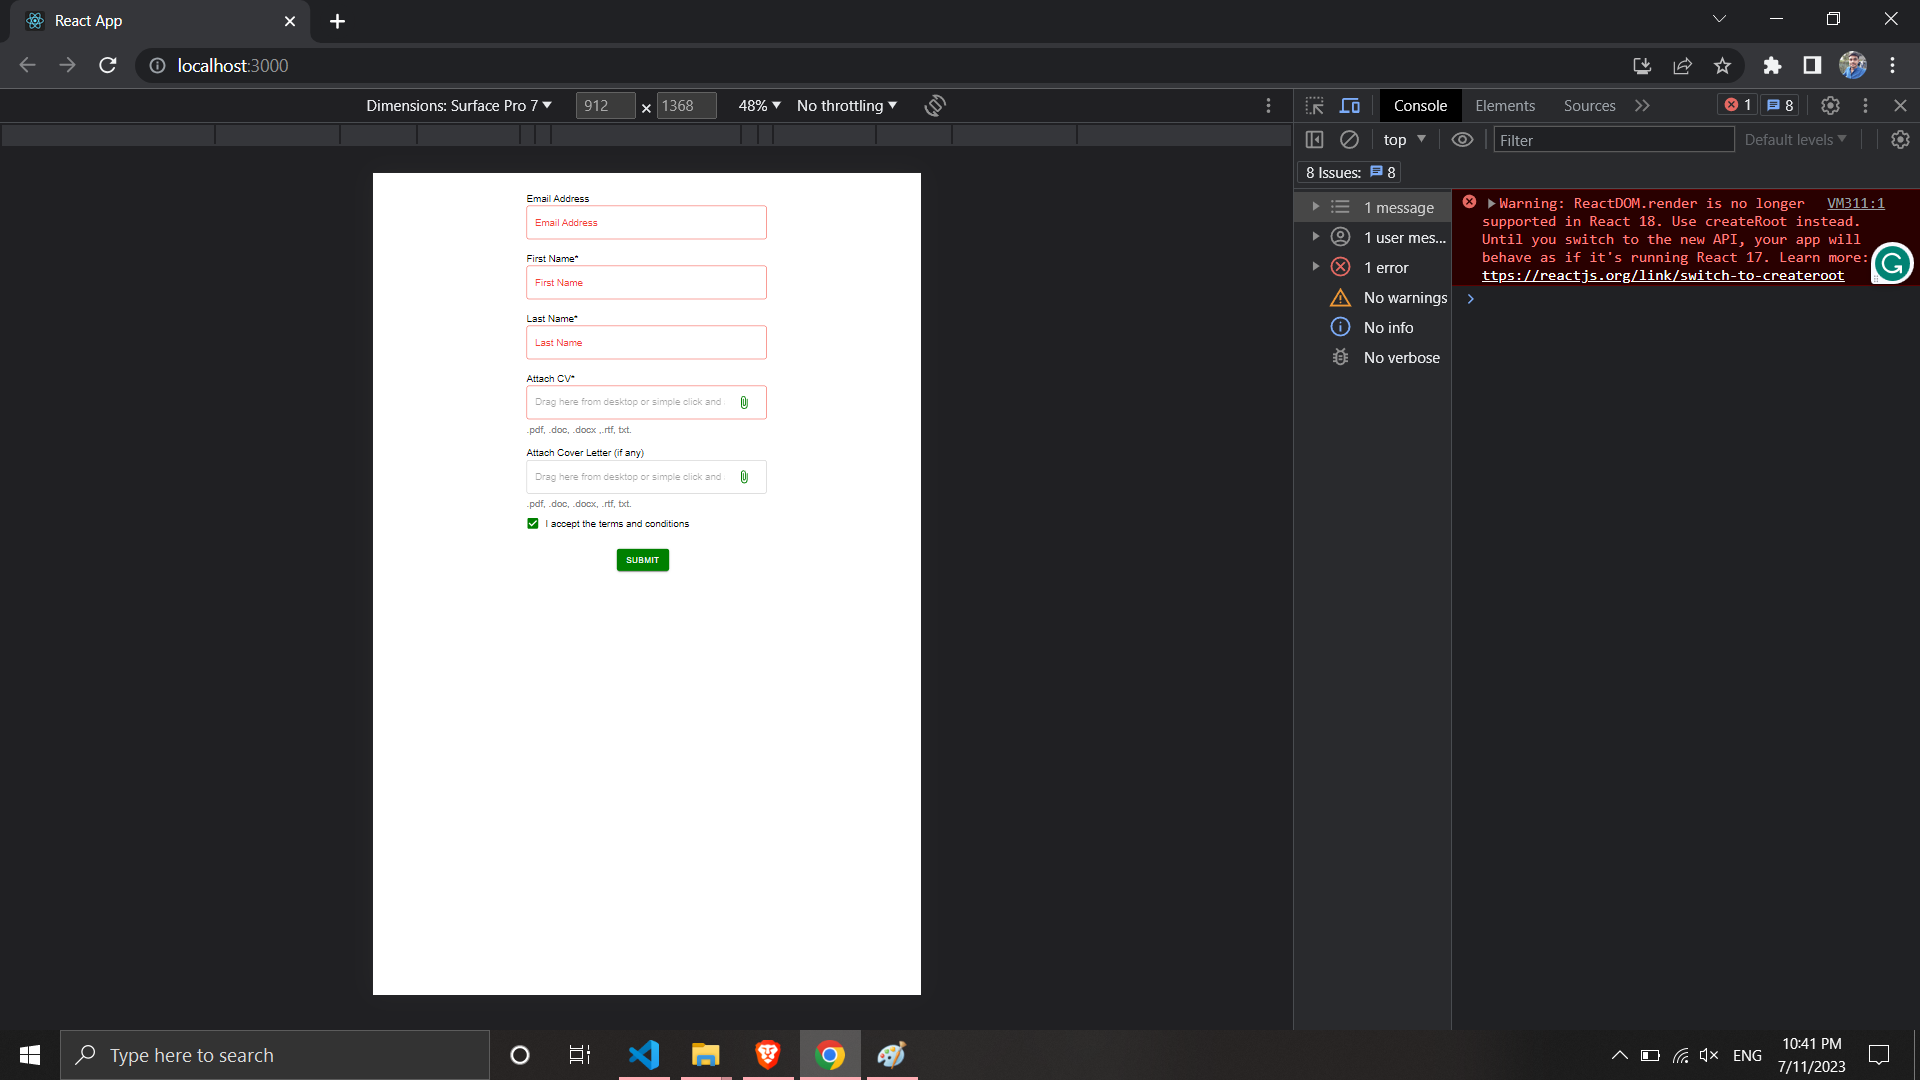 React App
localhost:3000
Dimensions: Surface Pro 7 912 × 1368 48% No throttling
Console Elements Sources 1 8
top Filter Default levels
8 Issues: 8
1 message
1 user mes...
1 error
No warnings
No info
No verbose
Warning: ReactDOM.render is no longer VM311:1
supported in React 18. Use createRoot instead.
Until you switch to the new API, your app will
behave as if it's running React 17. Learn more:
ttps://reactjs.org/link/switch-to-createroot
Email Address
Email Address
First Name*
First Name
Last Name*
Last Name
Attach CV*
Drag here from desktop or simple click and
.pdf, .doc, .docx ,.rtf, txt.
Attach Cover Letter (if any)
Drag here from desktop or simple click and
.pdf, .doc, .docx, .rtf, txt.
I accept the terms and conditions
SUBMIT
Type here to search
ENG
10:41 PM
7/11/2023